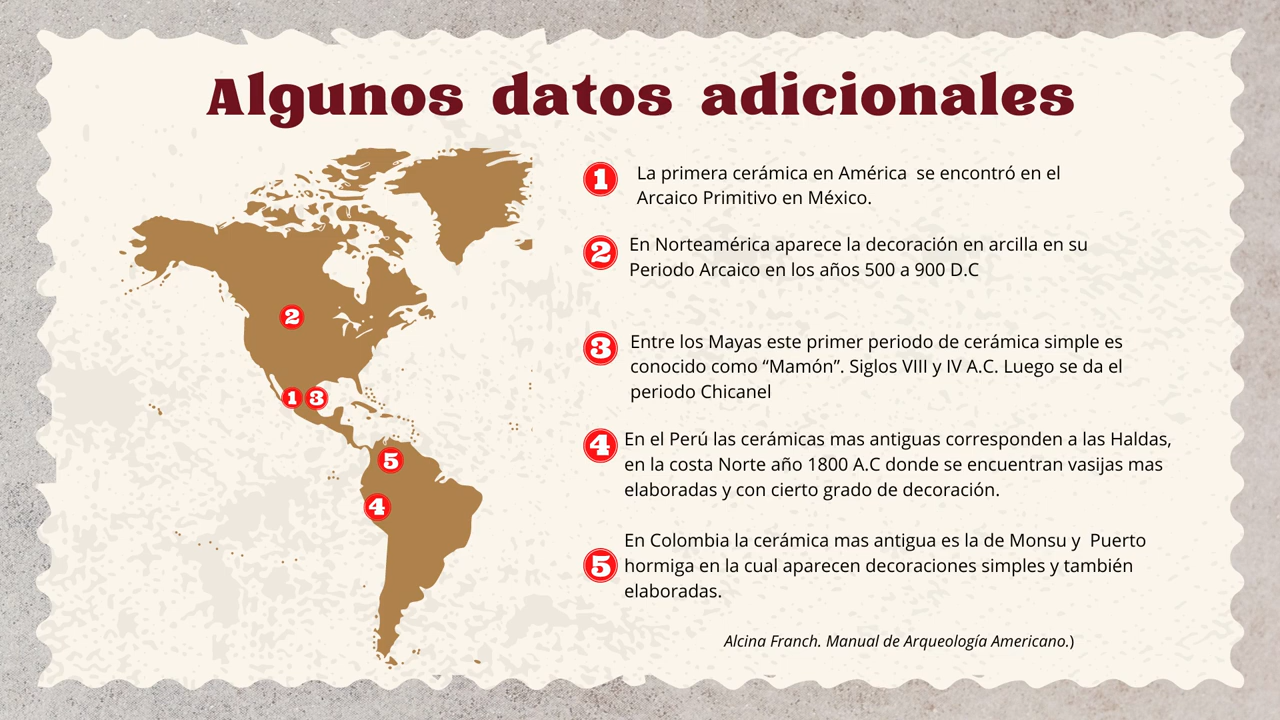 Algunos datos adicionales
1 La primera cerámica en América se encontró en el
Arcaico Primitivo en México.
2 En Norteamérica aparece la decoración en arcilla en su
Periodo Arcaico en los años 500 a 900 D.C
3 Entre los Mayas este primer periodo de cerámica simple es
conocido como “Mamón”. Siglos VIII y IV A.C. Luego se da el
periodo Chicanel
4 En el Perú las cerámicas mas antiguas corresponden a las Haldas,
en la costa Norte año 1800 A.C donde se encuentran vasijas mas
elaboradas y con cierto grado de decoración.
5 En Colombia la cerámica mas antigua es la de Monsu y Puerto
hormiga en la cual aparecen decoraciones simples y también
elaboradas.
Alcina Franch. Manual de Arqueología Americano.)
2
1 3
5
4